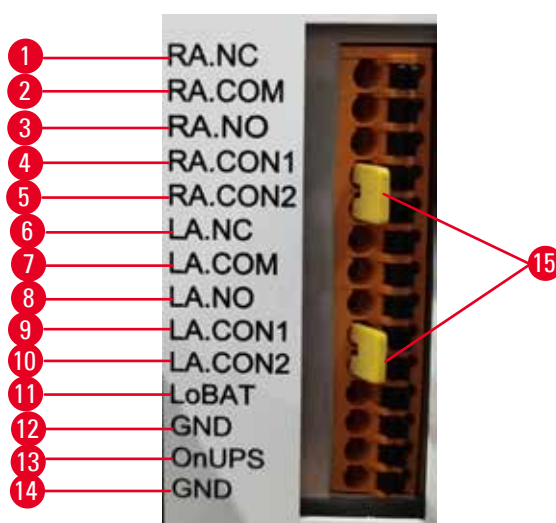 1 RA.NC
2 RA.COM
3 RA.NO
4 RA.CON1
5 RA.CON2
6 LA.NC
7 LA.COM
8 LA.NO
9 LA.CON1
10 LA.CON2
11 LoBAT
12 GND
13 OnUPS
14 GND
15